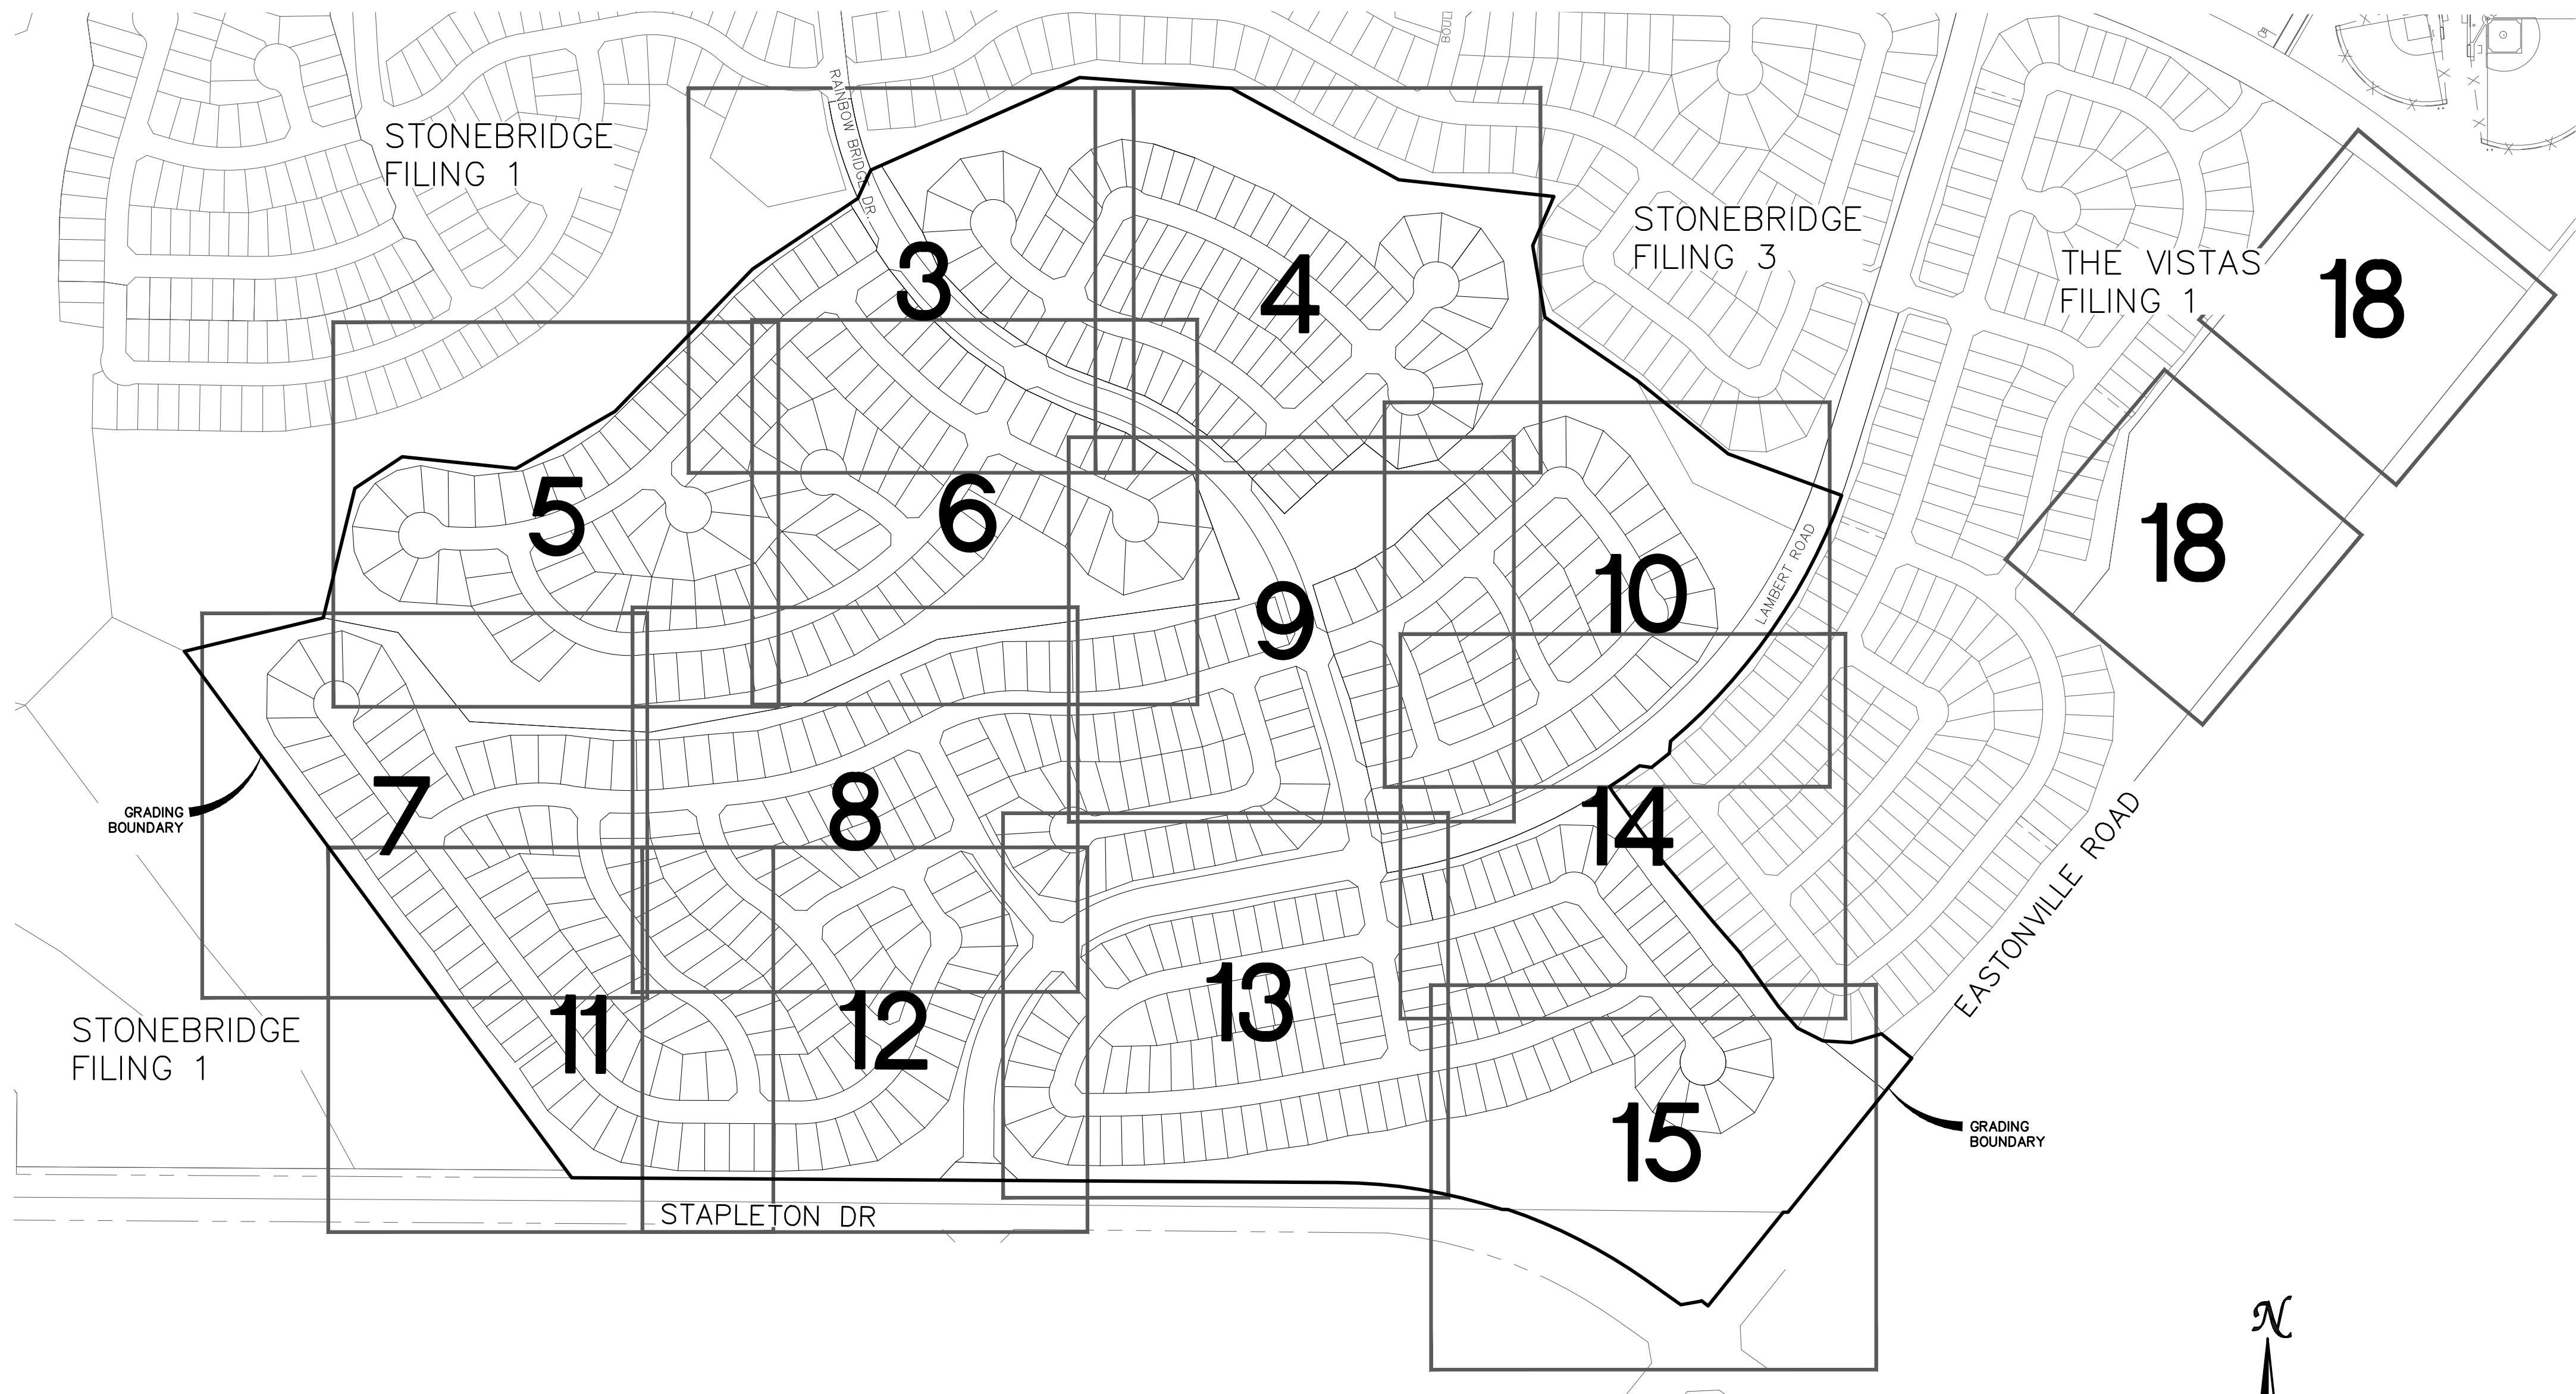 BOUL
RAINBOW BRIDGE DR.
STONEBRIDGE
FILING 1
STONEBRIDGE
FILING 3
THE VISTAS
FILING 1
3
4
18
5
6
18
LAMBERT ROAD
10
9
7
8
14
GRADING
BOUNDARY
EASTONVILLE ROAD
13
11
12
STONEBRIDGE
FILING 1
15
GRADING
BOUNDARY
STAPLETON DR
N